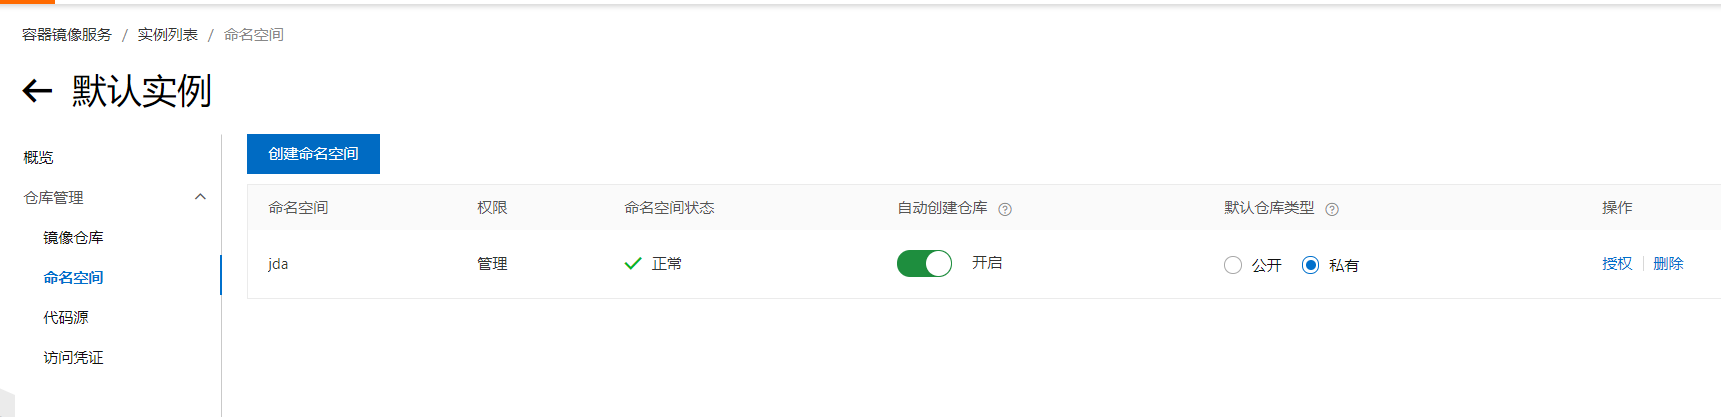 容器镜像服务 / 实例列表 / 命名空间
默认实例
概览
仓库管理
镜像仓库
命名空间
代码源
访问凭证
创建命名空间
命名空间 权限 命名空间状态 自动创建仓库 默认仓库类型 操作
jda 管理 正常 开启 公开 私有 授权 删除